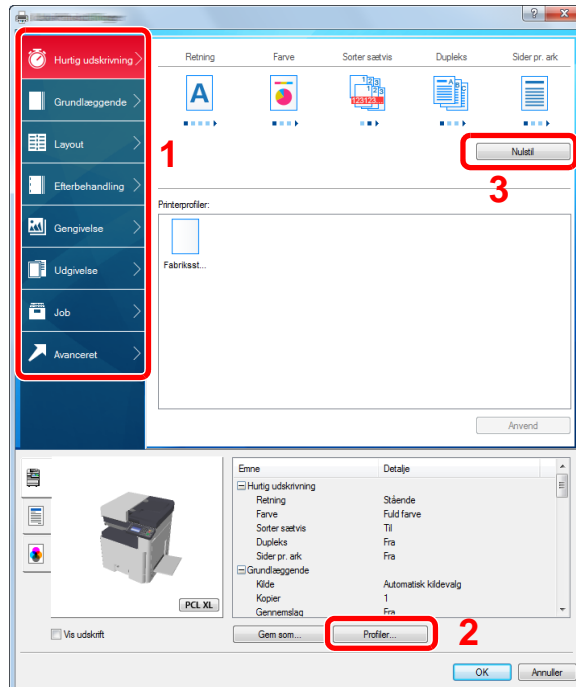 Hurtig udskrivning
Grundlæggende
Layout
Efterbehandling
Gengivelse
Udgivelse
Job
Avanceret
1
Retning Farve Sorter sætvis Dupleks Sider pr. ark
Nulstil
3
Printerprofiler:
Fabriksst...
Anvend
Emne Detalje
Hurtig udskrivning
Retning Stående
Farve Fuld farve
Sorter sætvis Til
Dupleks Fra
Sider pr. ark Fra
Grundlæggende
Kilde Automatisk kildevalg
Kopier 1
Gennemslag Fra
PCL XL
Vis udskrift
Gem som... Profiler... 2
OK Annuller